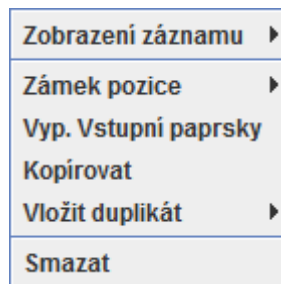 Zobrazení záznamu
Zámek pozice
Vyp. Vstupní paprsky
Kopírovat
Vložit duplikát
Smazat